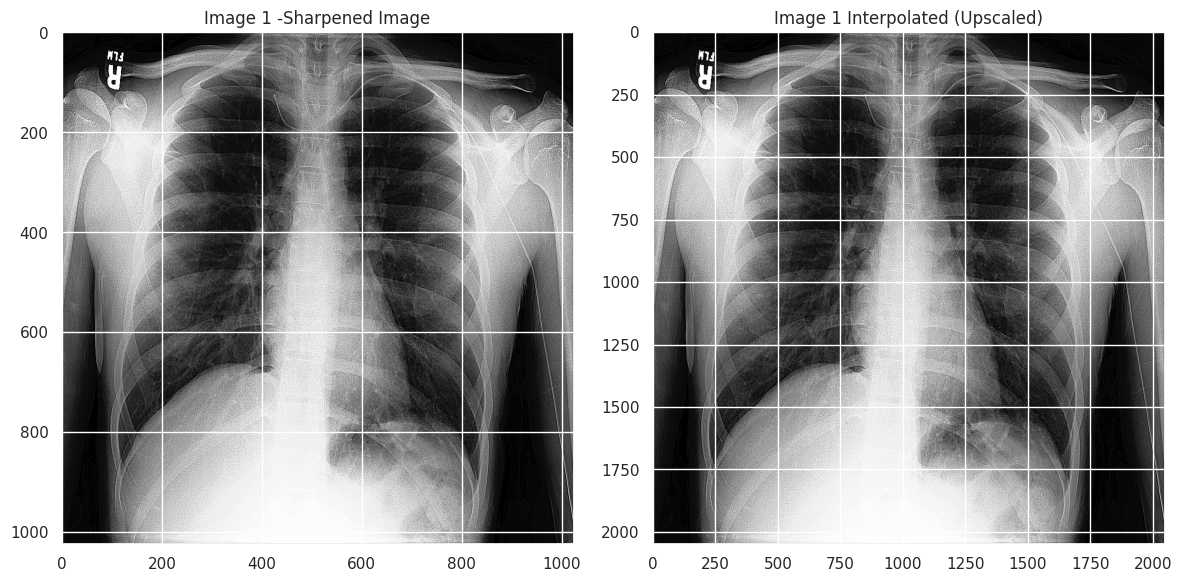 Image 1 -Sharpened Image
R
FLW
0
200
400
600
800
1000
0 200 400 600 800 1000
Image 1 Interpolated (Upscaled)
R
FLW
0
250
500
750
1000
1250
1500
1750
2000
0 250 500 750 1000 1250 1500 1750 2000